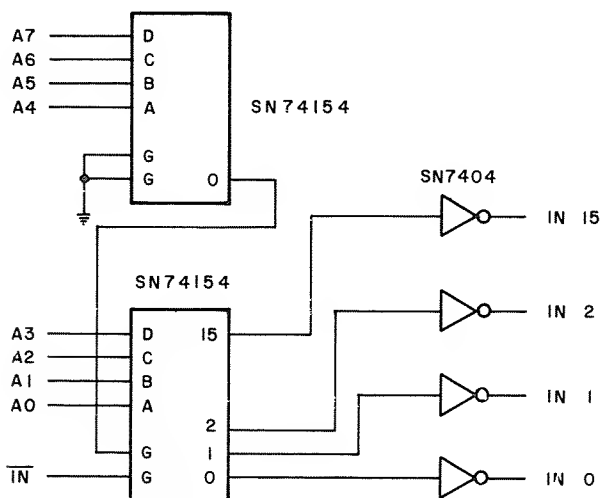 A7
D
A6
C
A5
B
A4
A
SN74154
G
G
0
SN7404
IN 15
SN74154
A3
D
15
A2
C
IN 2
A1
B
A0
A
2
IN 1
G
1
IN
G
0
IN 0